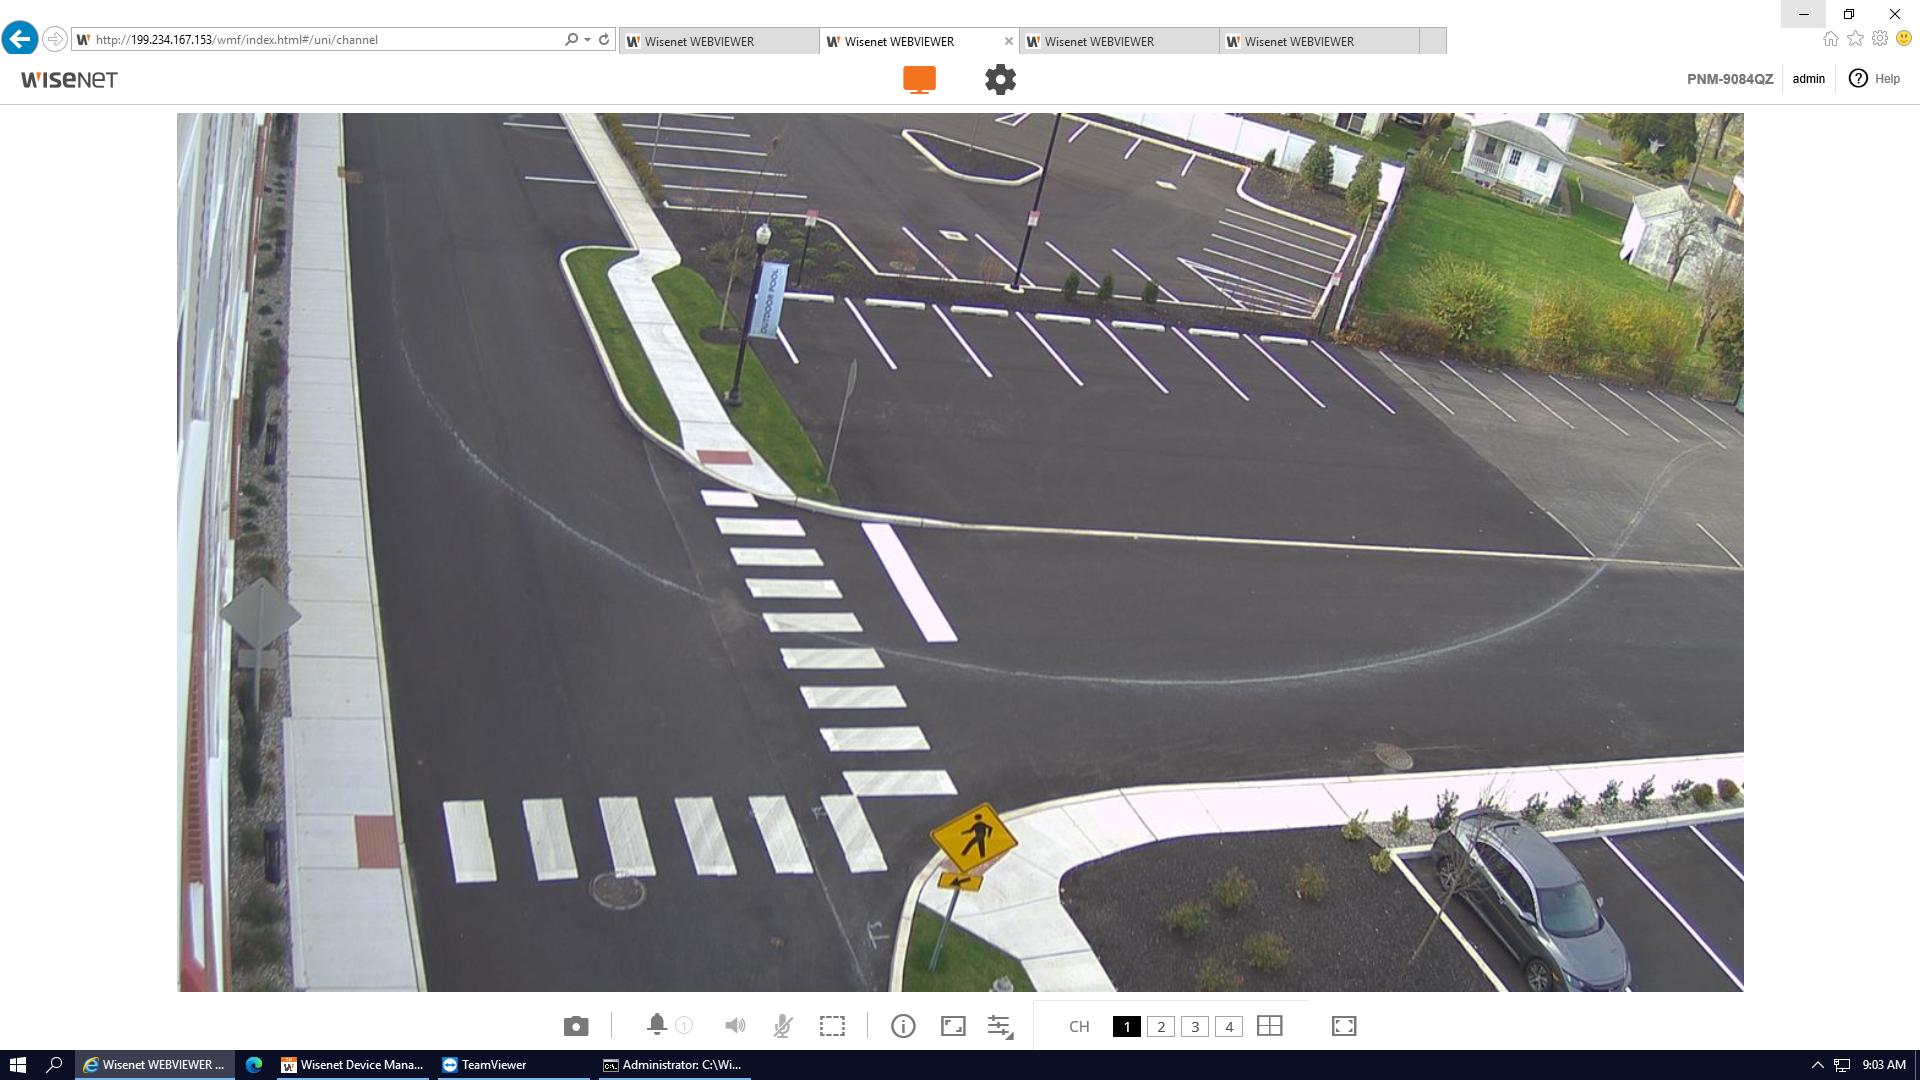 http://199.234.167.153/wmf/index.html#/uni/channel
Wisenet WEBVIEWER
Wisenet WEBVIEWER
Wisenet WEBVIEWER
Wisenet WEBVIEWER
WISENET
PNM-9084QZ
admin
? Help
OUTDOOR POOL
1
CH
1
2
3
4
Wisenet WEBVIEWER ...
Wisenet Device Mana...
TeamViewer
Administrator: C:\Wi...
9:03 AM